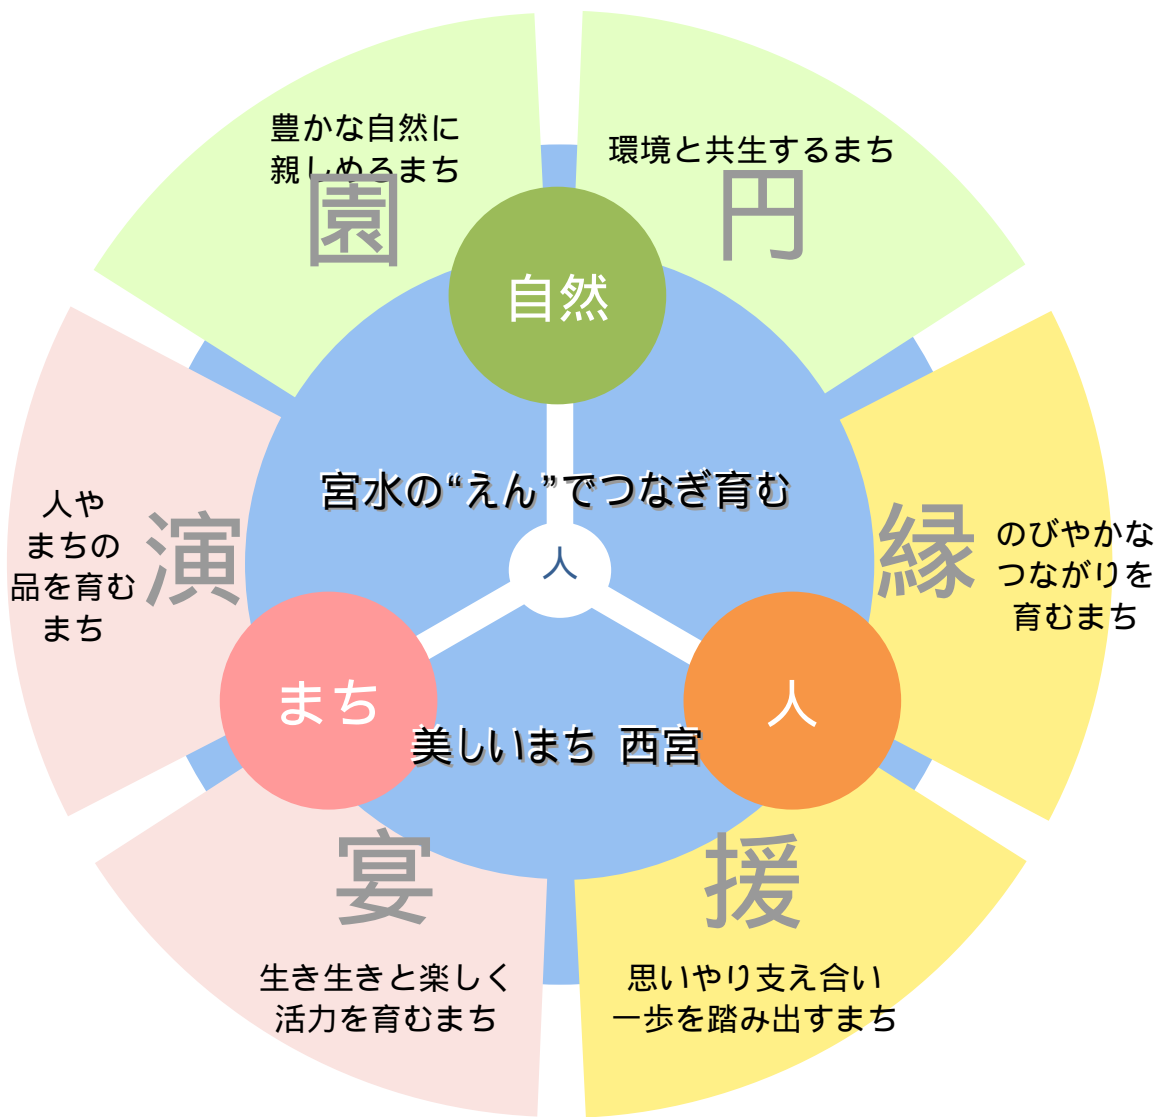 豊かな自然に
親しめるまち
園
環境と共生するまち
円
自然
宮水の“えん”でつなぎ育む
人や
まちの
品を育む
まち
演
人
縁
のびやかな
つながりを
育むまち
まち
人
美しいまち 西宮
宴
生き生きと楽しく
活力を育むまち
援
思いやり支え合い
一歩を踏み出すまち